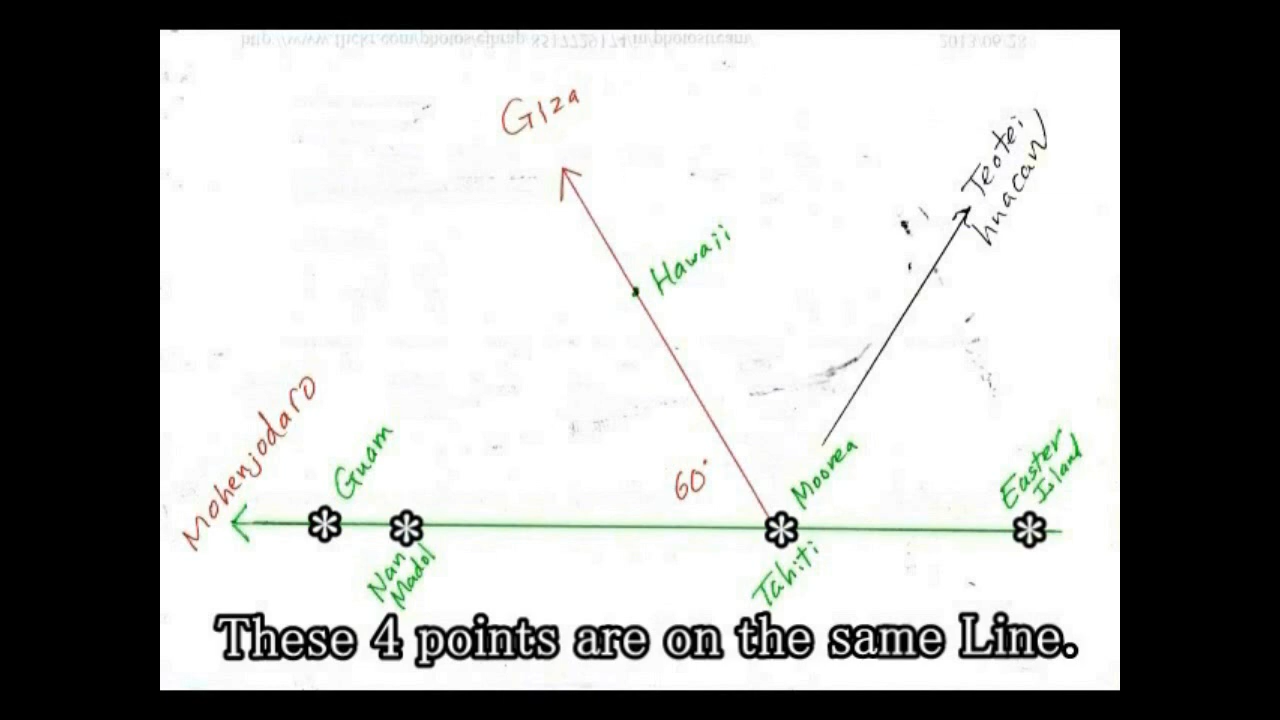 Giza
Teotei
huacan
Hawaii
Mohenjodaro
Guam
60°
Moorea
Easter
Island
Nan
Madol
Tahiti
These 4 points are on the same Line.